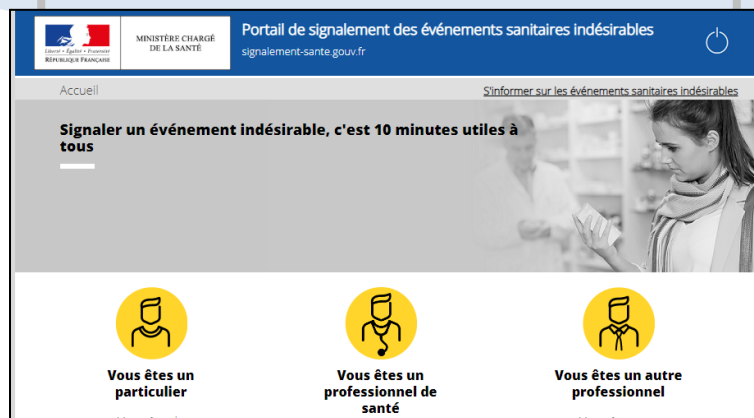 Liberté • Égalité • Fraternité
RÉPUBLIQUE FRANÇAISE
MINISTÈRE CHARGÉ
DE LA SANTÉ
Portail de signalement des événements sanitaires indésirables
signalement-sante.gouv.fr
Accueil
S'informer sur les événements sanitaires indésirables
Signaler un événement indésirable, c'est 10 minutes utiles à
tous
Vous êtes un
particulier
Vous êtes un
professionnel de
santé
Vous êtes un autre
professionnel